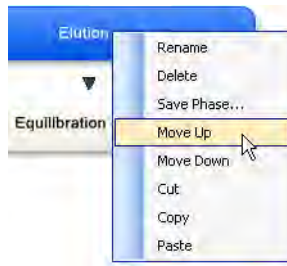 Elution
Equilibration
Rename
Delete
Save Phase...
Move Up
Move Down
Cut
Copy
Paste